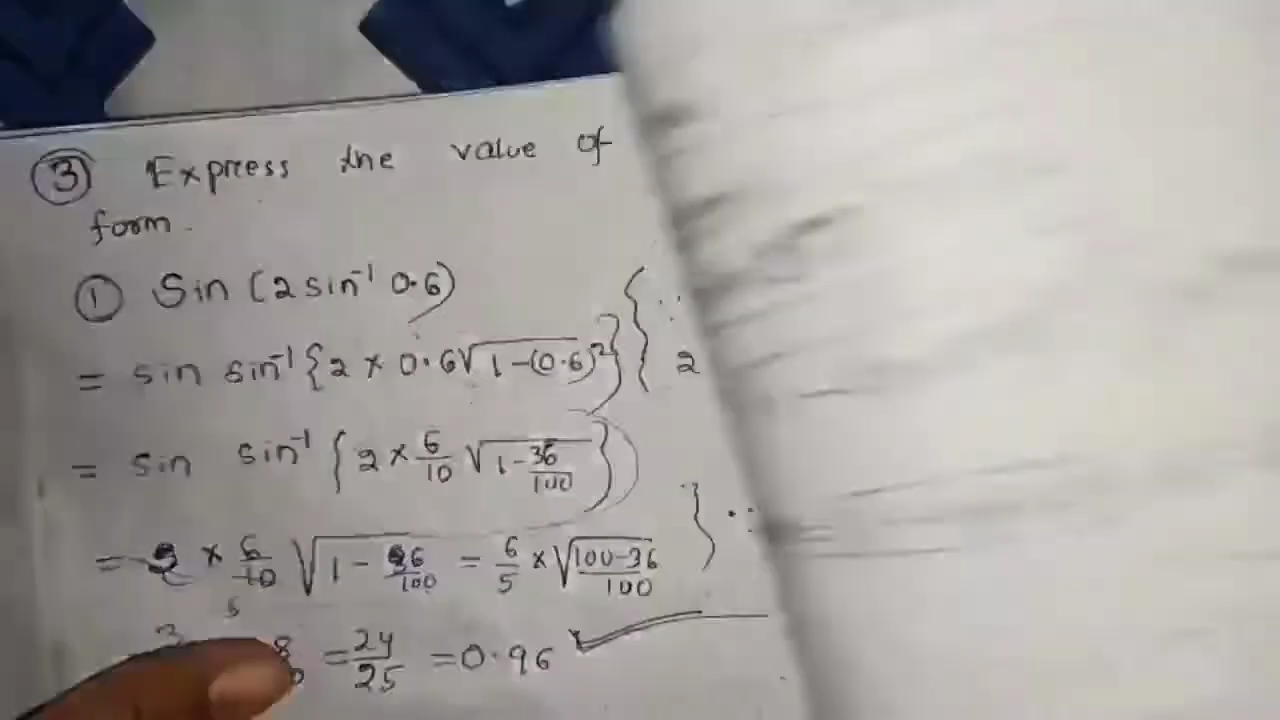 ③ Express the value of
form.
① Sin (2 sin⁻¹ 0.6)
= sin sin⁻¹ {2 × 0.6√(1-(0.6)²} { ∵ 2
= sin sin⁻¹ {2 × 6/10 √(1-36/100)}
= 2 × 6/10 √(1 - 36/100) = 6/5 × √(100-36/100) } ∵
5
= 24/25 = 0.96